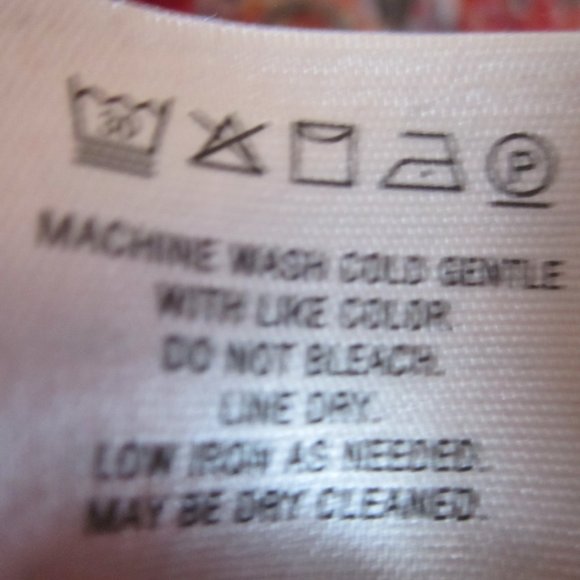 30
P
MACHINE WASH COLD GENTLE
WITH LIKE COLOR.
DO NOT BLEACH.
LINE DRY.
LOW IRON AS NEEDED.
MAY BE DRY CLEANED.